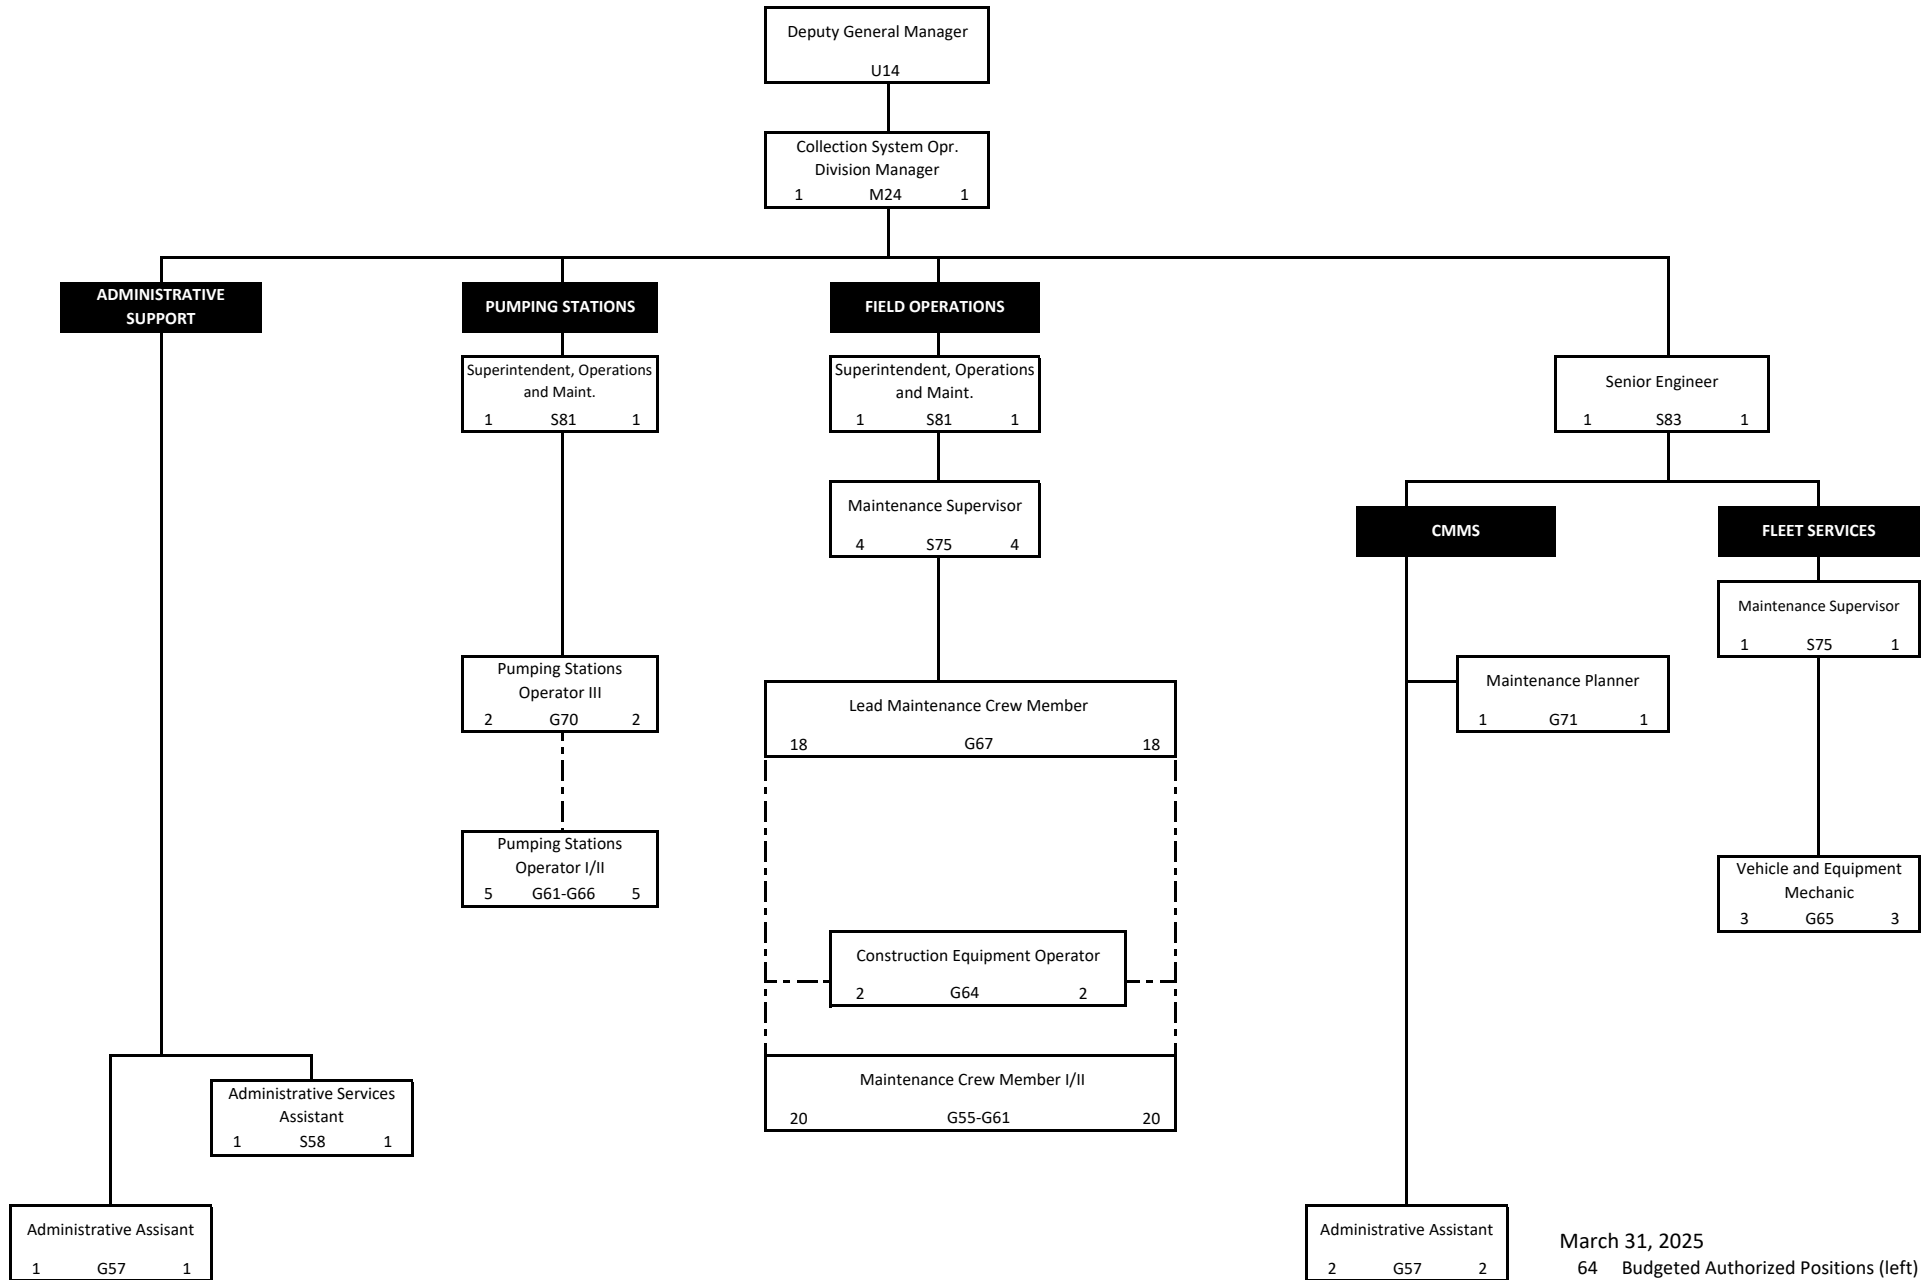 Deputy General Manager
U14
Collection System Opr.
Division Manager
1 M24 1
ADMINISTRATIVE
SUPPORT
PUMPING STATIONS
FIELD OPERATIONS
Superintendent, Operations
and Maint.
1 S81 1
Superintendent, Operations
and Maint.
1 S81 1
Senior Engineer
1 S83 1
Maintenance Supervisor
4 S75 4
CMMS
FLEET SERVICES
Maintenance Supervisor
1 S75 1
Pumping Stations
Operator III
2 G70 2
Lead Maintenance Crew Member
18 G67 18
Maintenance Planner
1 G71 1
Pumping Stations
Operator I/II
5 G61-G66 5
Vehicle and Equipment
Mechanic
3 G65 3
Construction Equipment Operator
2 G64 2
Maintenance Crew Member I/II
20 G55-G61 20
Administrative Services
Assistant
1 S58 1
Administrative Assisant
1 G57 1
Administrative Assistant
2 G57 2
March 31, 2025
64 Budgeted Authorized Positions (left)